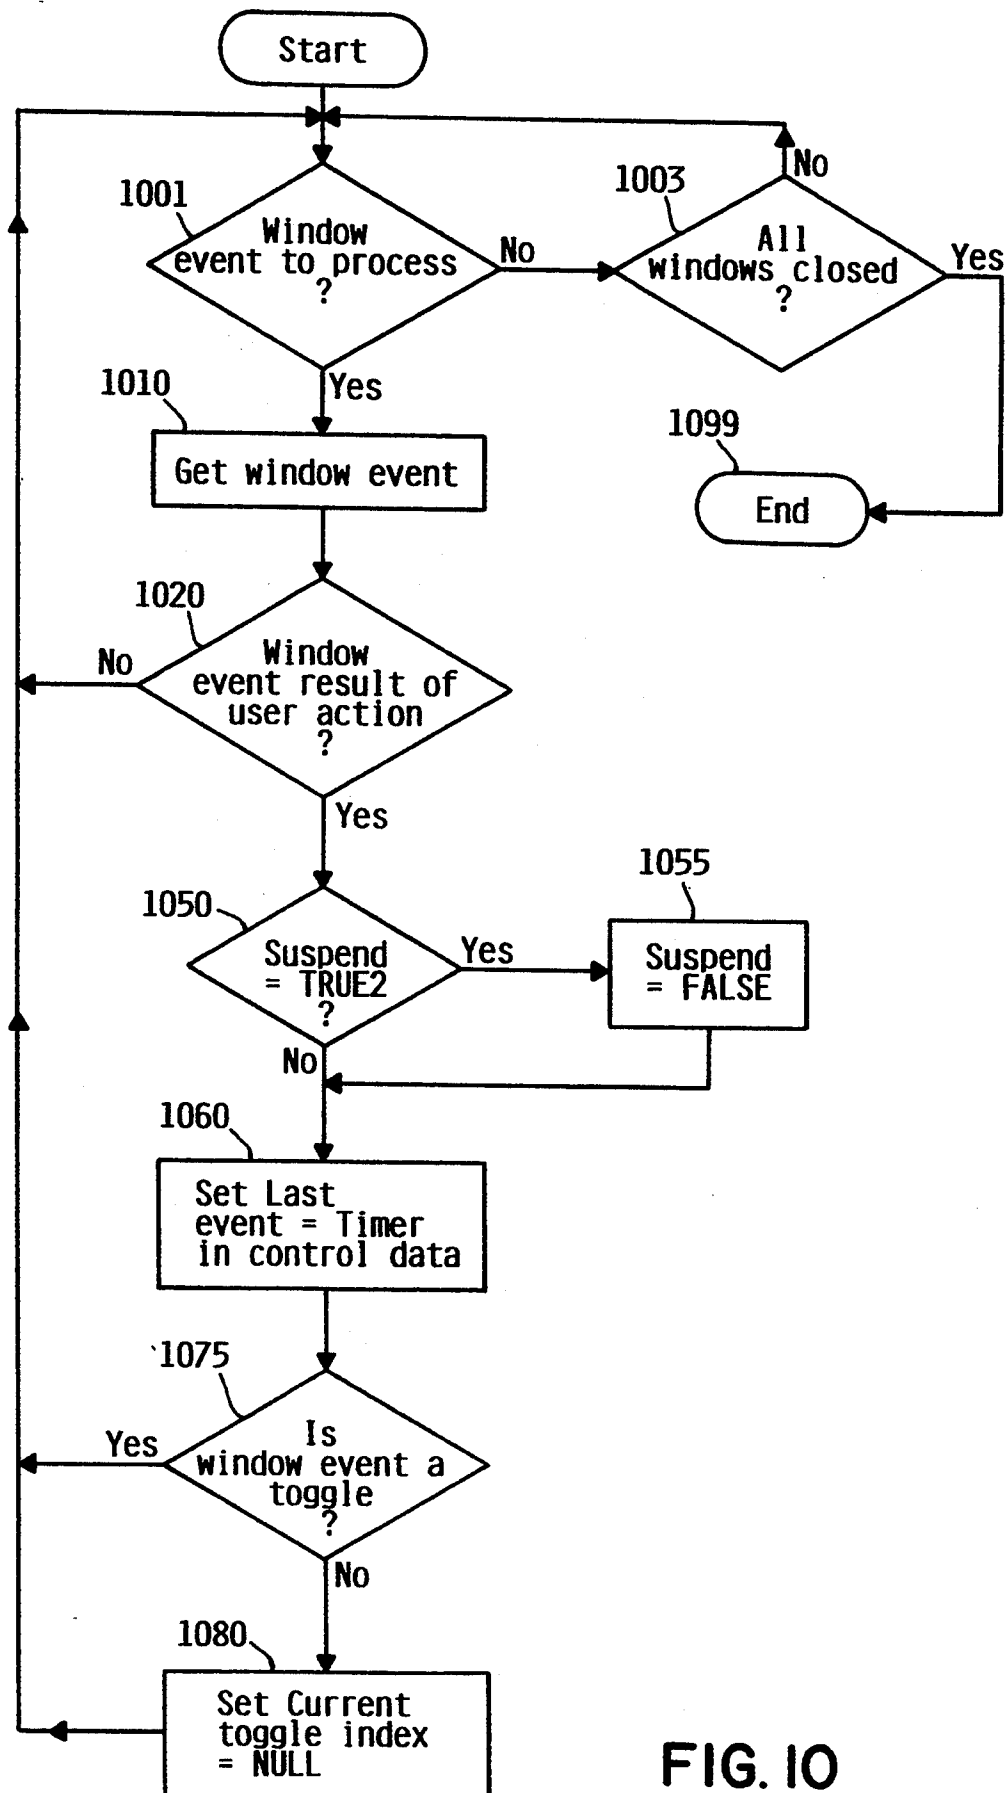 Start
1001
Window
event to process
?
No
Yes
1003
No
All
windows closed
?
Yes
1010
Get window event
1099
End
1020
No
Window
event result of
user action
?
Yes
1050
Suspend
= TRUE2
?
Yes
No
1055
Suspend
= FALSE
1060
Set Last
event = Timer
in control data
1075
Yes
Is
window event a
toggle
?
No
1080
Set Current
toggle index
= NULL
FIG. 10